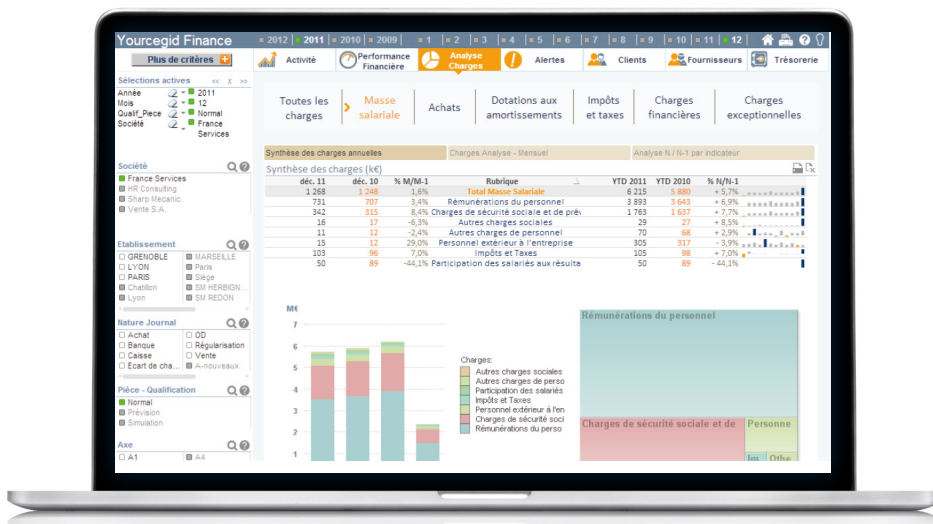 Yourcegid Finance
2012 2011 2010 2009 1 2 3 4 5 6 7 8 9 10 11 12
Plus de critères
Activité
Performance Financière
Analyse Charges
Alertes
Clients
Fournisseurs
Trésorerie
Sélections actives << X >>
Année 2011
Mois 12
Qualif_Piece Normal
Société France Services
Toutes les charges
Masse salariale
Achats
Dotations aux amortissements
Impôts et taxes
Charges financières
Charges exceptionnelles
Synthèse des charges annuelles
Charges Analyse - Mensuel
Analyse N / N-1 par indicateur
Synthèse des charges (k€)
déc. 11 déc. 10 % M/M-1 Rubrique YTD 2011 YTD 2010 % N/N-1
1 268 1 248 1,6% Total Masse Salariale 6 215 5 880 + 5,7%
731 707 3,4% Rémunérations du personnel 3 893 3 643 + 6,9%
342 315 8,4% Charges de sécurité sociale et de prév 1 763 1 637 + 7,7%
16 17 -6,3% Autres charges sociales 29 27 + 8,5%
11 12 -2,4% Autres charges de personnel 70 68 + 2,9%
15 12 29,0% Personnel extérieur à l'entreprise 305 317 - 3,9%
103 96 7,0% Impôts et Taxes 105 98 + 7,0%
50 89 -44,1% Participation des salariés aux résulta 50 89 - 44,1%
Société
France Services
HR Consulting
Sharp Mecanic
Vente S.A.
Etablissement
GRENOBLE MARSEILLE
LYON Paris
PARIS Siège
Chatillon SM HERBIGN...
Lyon SM REDON
Nature Journal
Achat OD
Banque Régularisation
Caisse Vente
Ecart de cha... A-nouveaux
Pièce - Qualification
Normal
Prévision
Simulation
Axe
A1 A4
M€
7
6
5
4
3
2
1
Charges:
Autres charges sociales
Autres charges de perso
Participation des salariés
Impôts et Taxes
Personnel extérieur à l'en
Charges de sécurité soci
Rémunérations du perso
Rémunérations du personnel
Charges de sécurité sociale et de
Personne
Im
Othe